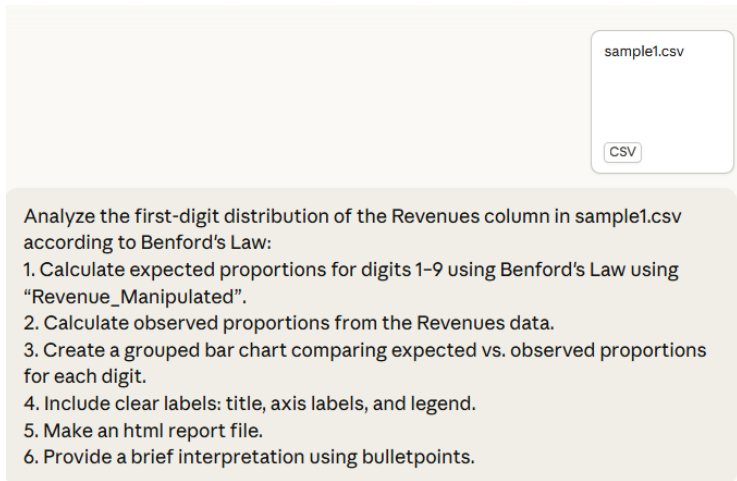 sample1.csv
CSV
Analyze the first-digit distribution of the Revenues column in sample1.csv
according to Benford's Law:
1. Calculate expected proportions for digits 1–9 using Benford's Law using
“Revenue_Manipulated”.
2. Calculate observed proportions from the Revenues data.
3. Create a grouped bar chart comparing expected vs. observed proportions
for each digit.
4. Include clear labels: title, axis labels, and legend.
5. Make an html report file.
6. Provide a brief interpretation using bulletpoints.